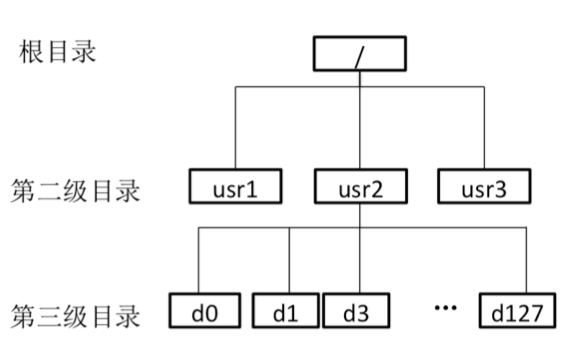 根目录 /
第二级目录 usr1 usr2 usr3
第三级目录 d0 d1 d3 ··· d127